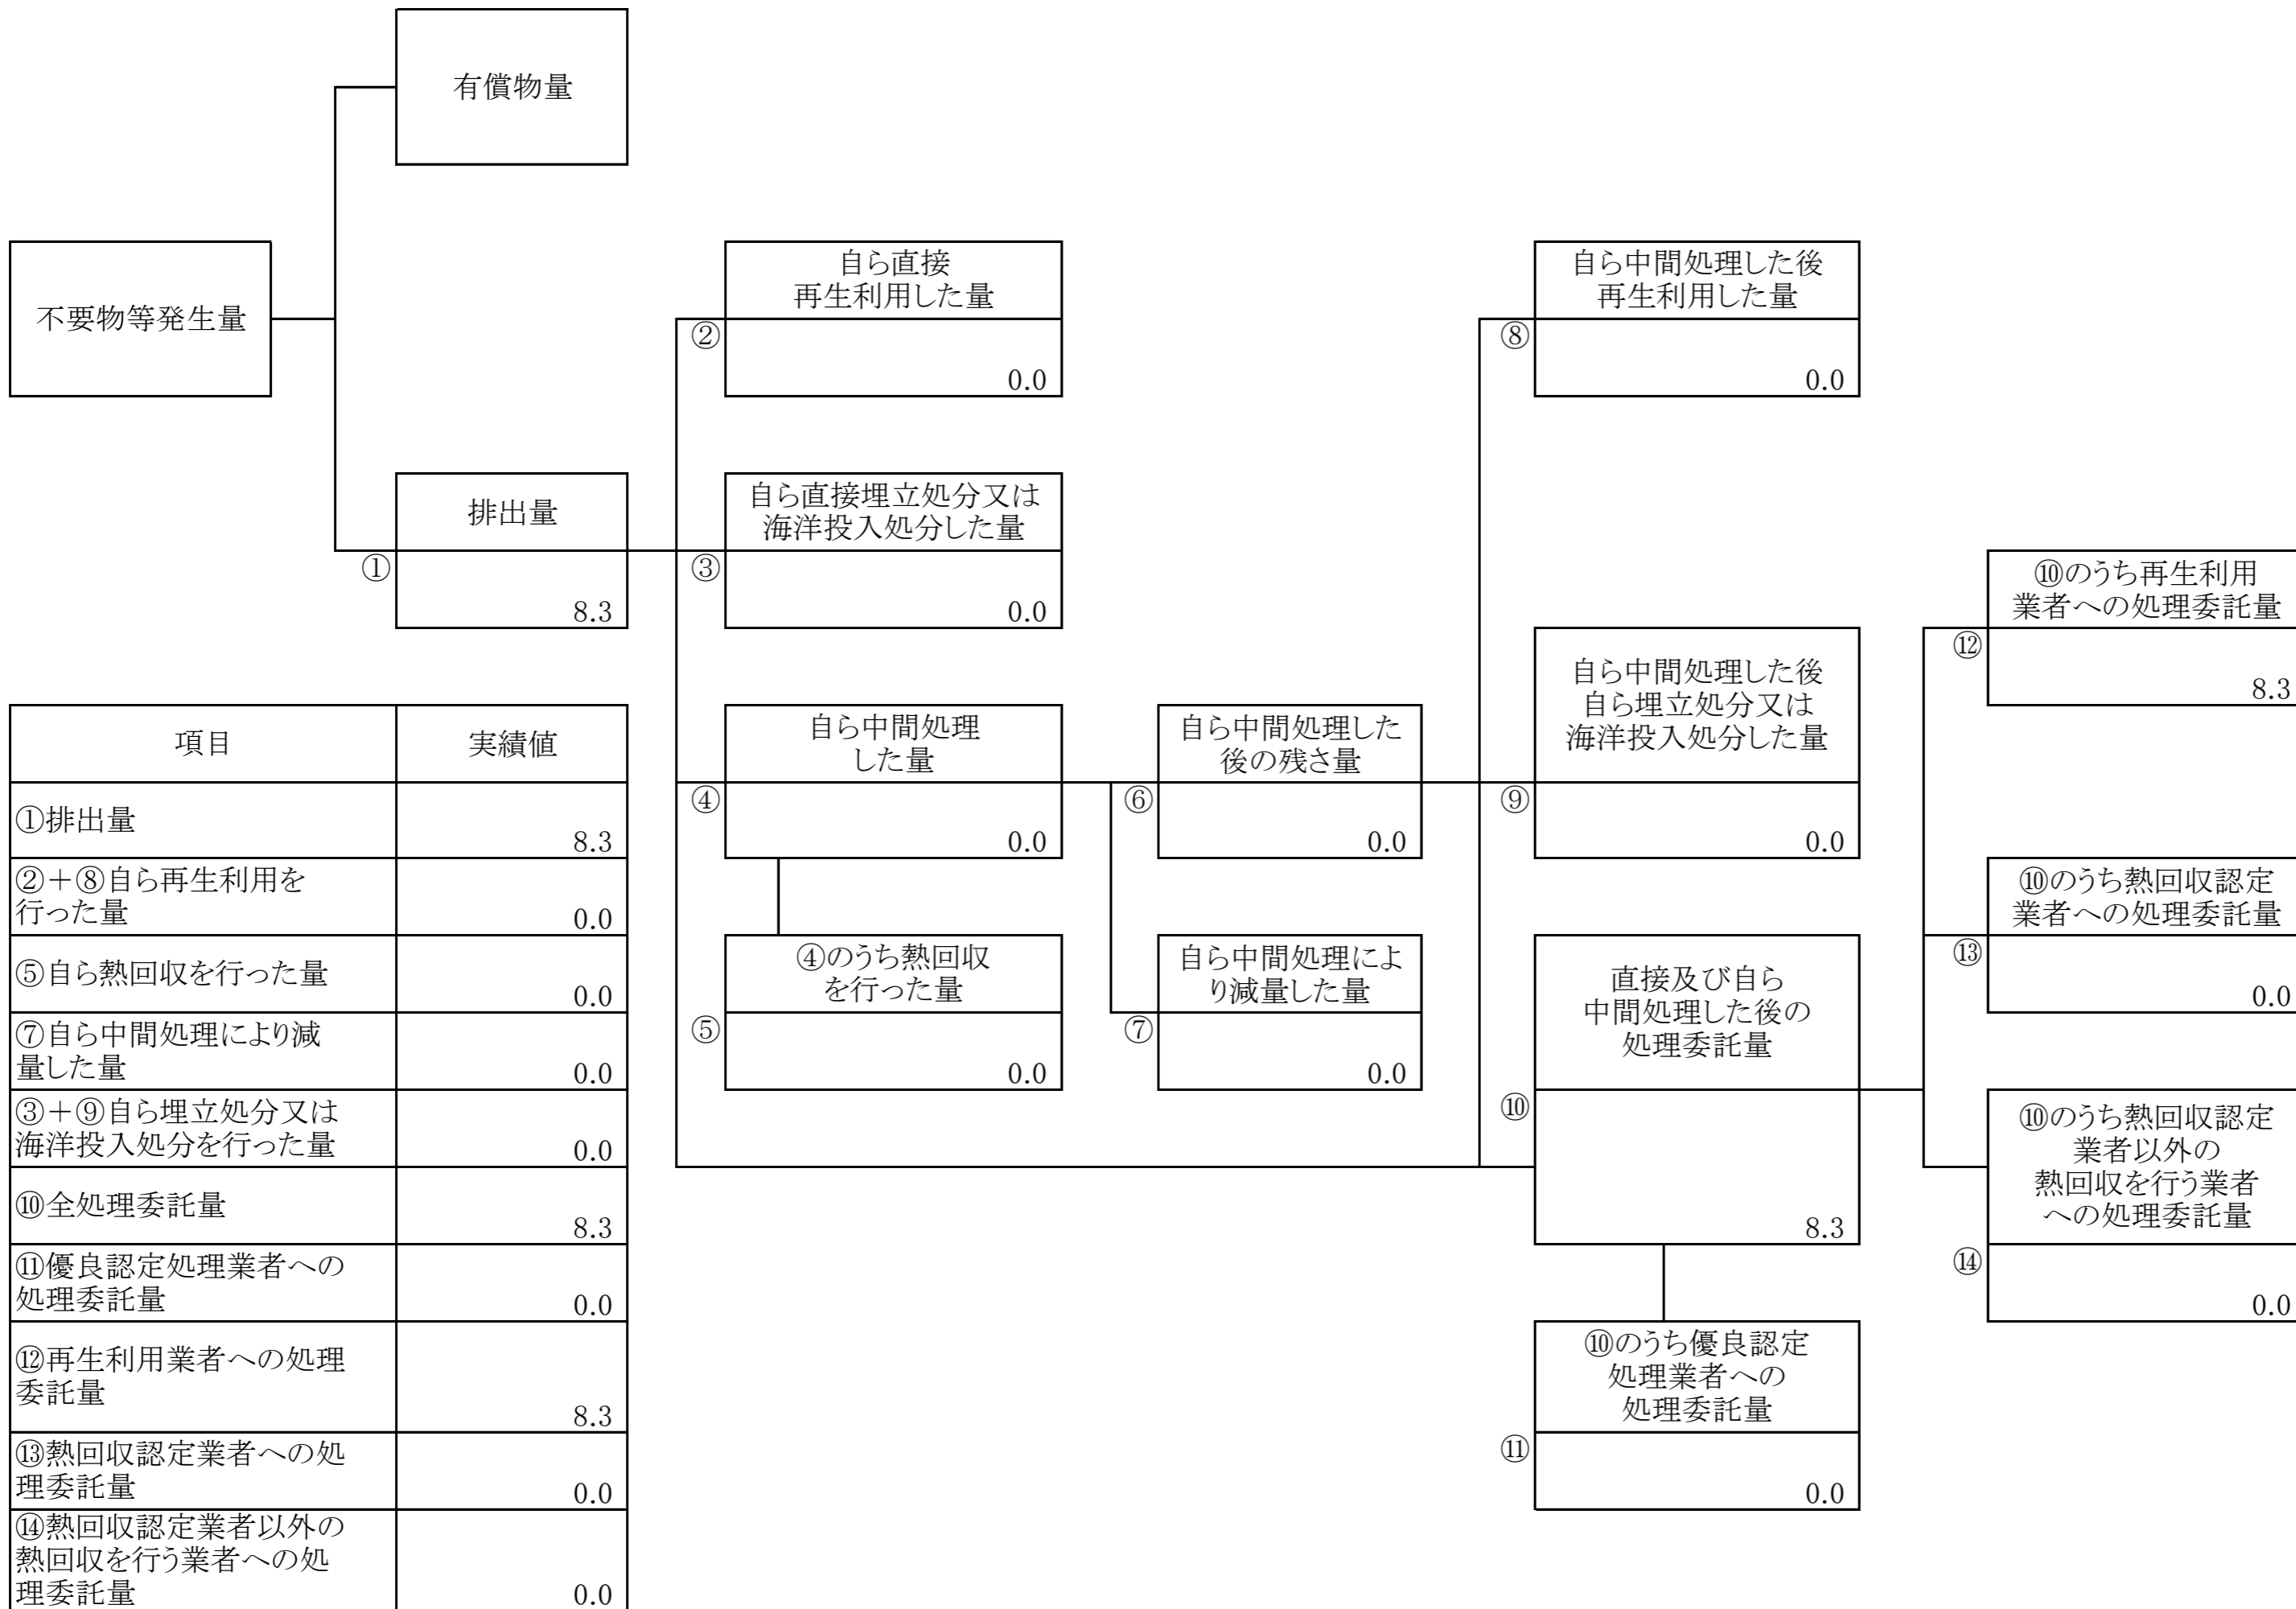 有償物量
不要物等発生量
自ら直接
再生利用した量
②
0.0
自ら中間処理した後
再生利用した量
⑧
0.0
排出量
①
8.3
自ら直接埋立処分又は
海洋投入処分した量
③
0.0
⑩のうち再生利用
業者への処理委託量
⑫
8.3
自ら中間処理
した量
④
0.0
自ら中間処理した
後の残さ量
⑥
0.0
自ら中間処理した後
自ら埋立処分又は
海洋投入処分した量
⑨
0.0
⑩のうち熱回収認定
業者への処理委託量
⑬
0.0
④のうち熱回収
を行った量
⑤
0.0
自ら中間処理によ
り減量した量
⑦
0.0
直接及び自ら
中間処理した後の
処理委託量
⑩
8.3
⑩のうち熱回収認定
業者以外の
熱回収を行う業者
への処理委託量
⑭
0.0
⑩のうち優良認定
処理業者への
処理委託量
⑪
0.0
項目 実績値
①排出量
8.3
②+⑧自ら再生利用を
行った量
0.0
⑤自ら熱回収を行った量
0.0
⑦自ら中間処理により減
量した量
0.0
③+⑨自ら埋立処分又は
海洋投入処分を行った量
0.0
⑩全処理委託量
8.3
⑪優良認定処理業者への
処理委託量
0.0
⑫再生利用業者への処理
委託量
8.3
⑬熱回収認定業者への処
理委託量
0.0
⑭熱回収認定業者以外の
熱回収を行う業者への処
理委託量
0.0